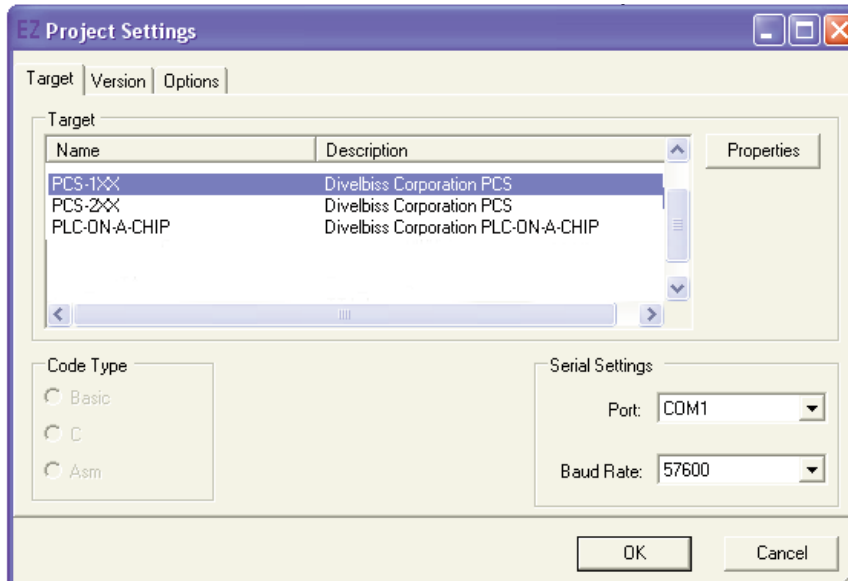 EZ Project Settings
Target Version Options
Target
Name Description
Properties
PCS-1XX Divelbiss Corporation PCS
PCS-2XX Divelbiss Corporation PCS
PLC-ON-A-CHIP Divelbiss Corporation PLC-ON-A-CHIP
Code Type
Basic
C
Asm
Serial Settings
Port: COM1
Baud Rate: 57600
OK Cancel